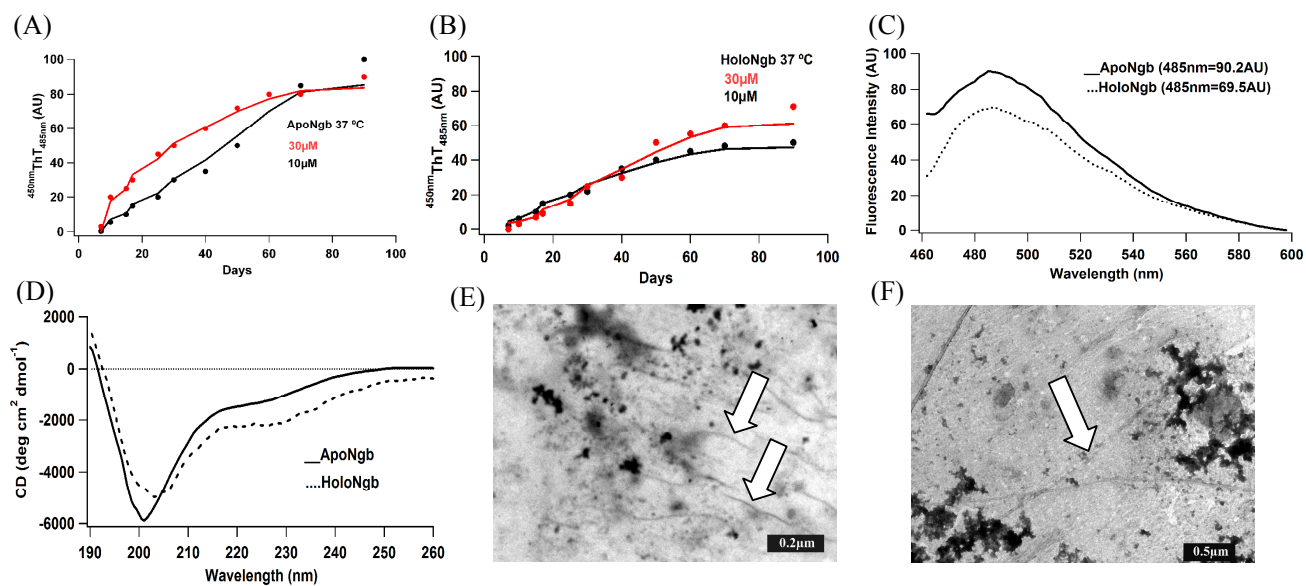 (A)
450nmThT485nm (AU)
100
80
60
40
20
0
ApoNgb 37 ºC
30µM
10µM
0 20 40 60 80 100
Days
(B)
450nmThT485nm (AU)
100
80
60
40
20
0
HoloNgb 37 ºC
30µM
10µM
0 20 40 60 80 100
Days
(C)
Fluorescence Intensity (AU)
100
80
60
40
20
0
ApoNgb (485nm=90.2AU)
HoloNgb (485nm=69.5AU)
460 480 500 520 540 560 580 600
Wavelength (nm)
(D)
CD (deg cm² dmol⁻¹)
2000
0
-2000
-4000
-6000
ApoNgb
HoloNgb
190 200 210 220 230 240 250 260
Wavelength (nm)
(E)
0.2µm
(F)
0.5µm